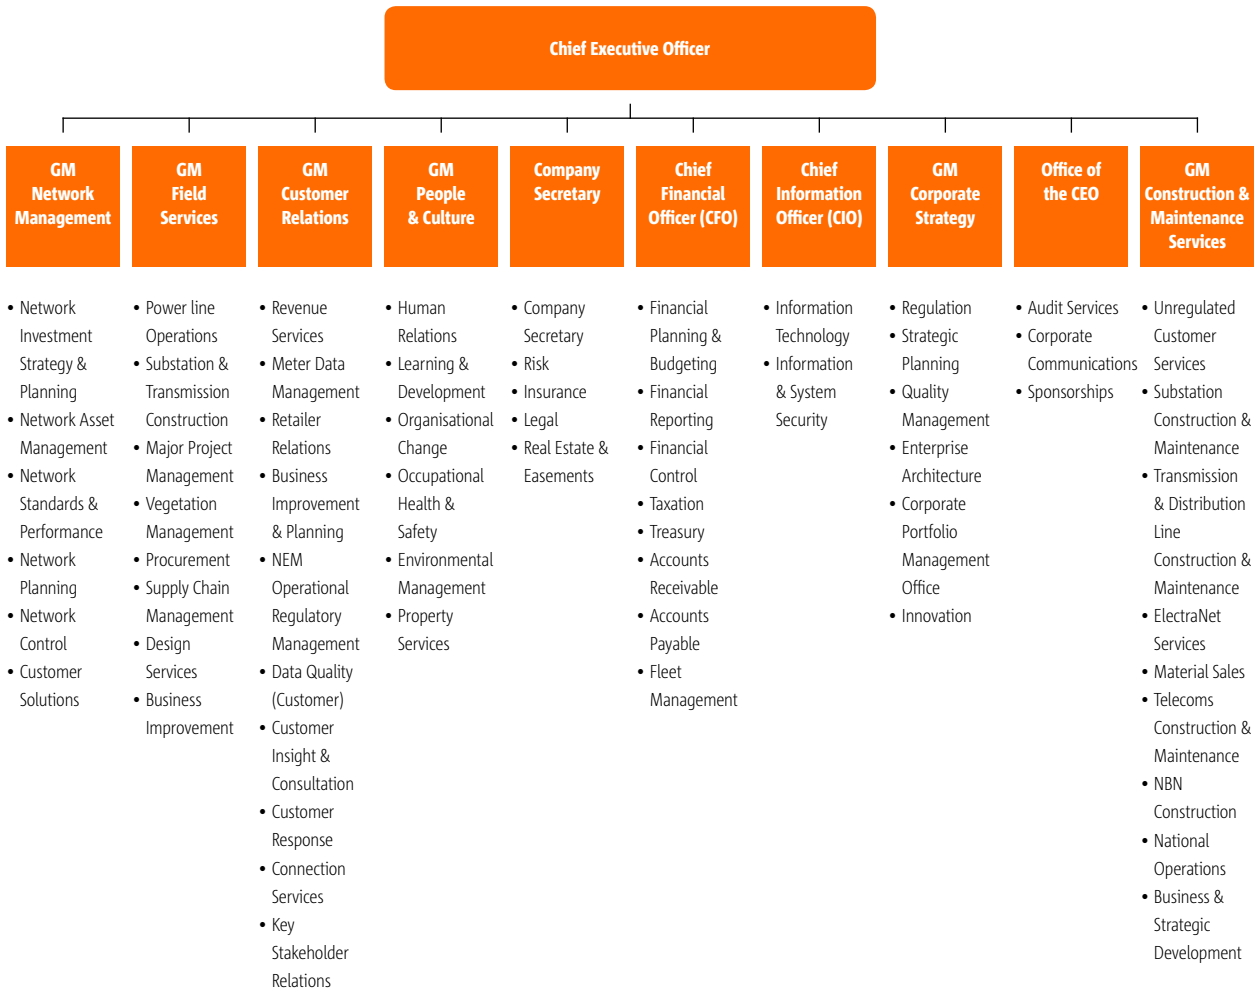 Chief Executive Officer
GM
Network
Management
GM
Field
Services
GM
Customer
Relations
GM
People
& Culture
Company
Secretary
Chief
Financial
Officer (CFO)
Chief
Information
Officer (CIO)
GM
Corporate
Strategy
Office of
the CEO
GM
Construction &
Maintenance
Services
• Network
Investment
Strategy &
Planning
• Network Asset
Management
• Network
Standards &
Performance
• Network
Planning
• Network
Control
• Customer
Solutions
• Power line
Operations
• Substation &
Transmission
Construction
• Major Project
Management
• Vegetation
Management
• Procurement
• Supply Chain
Management
• Design
Services
• Business
Improvement
• Revenue
Services
• Meter Data
Management
• Retailer
Relations
• Business
Improvement
& Planning
• NEM
Operational
Regulatory
Management
• Data Quality
(Customer)
• Customer
Insight &
Consultation
• Customer
Response
• Connection
Services
• Key
Stakeholder
Relations
• Human
Relations
• Learning &
Development
• Organisational
Change
• Occupational
Health &
Safety
• Environmental
Management
• Property
Services
• Company
Secretary
• Risk
• Insurance
• Legal
• Real Estate &
Easements
• Financial
Planning &
Budgeting
• Financial
Reporting
• Financial
Control
• Taxation
• Treasury
• Accounts
Receivable
• Accounts
Payable
• Fleet
Management
• Information
Technology
• Information
& System
Security
• Regulation
• Strategic
Planning
• Quality
Management
• Enterprise
Architecture
• Corporate
Portfolio
Management
Office
• Innovation
• Audit Services
• Corporate
Communications
• Sponsorships
• Unregulated
Customer
Services
• Substation
Construction &
Maintenance
• Transmission
& Distribution
Line
Construction &
Maintenance
• ElectraNet
Services
• Material Sales
• Telecoms
Construction &
Maintenance
• NBN
Construction
• National
Operations
• Business &
Strategic
Development